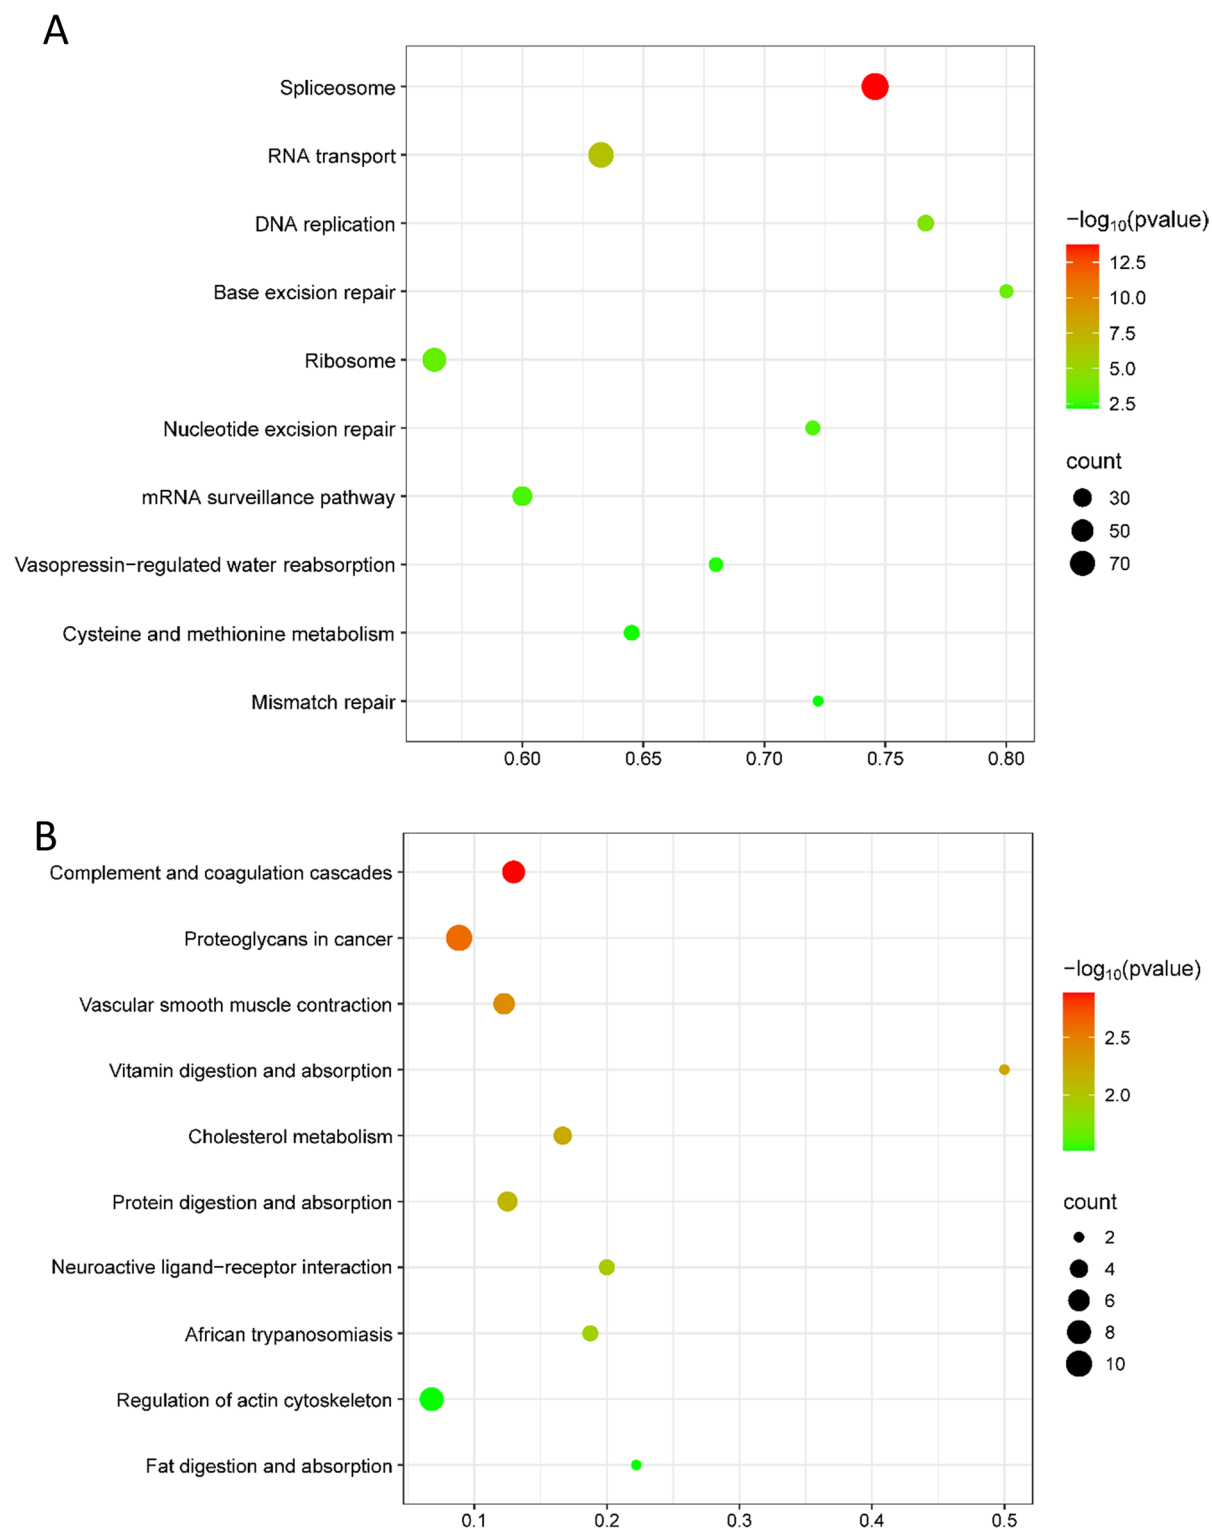 A
Spliceosome
RNA transport
DNA replication
Base excision repair
Ribosome
Nucleotide excision repair
mRNA surveillance pathway
Vasopressin−regulated water reabsorption
Cysteine and methionine metabolism
Mismatch repair
0.60 0.65 0.70 0.75 0.80
−log₁₀(pvalue)
12.5
10.0
7.5
5.0
2.5
count
30
50
70
B
Complement and coagulation cascades
Proteoglycans in cancer
Vascular smooth muscle contraction
Vitamin digestion and absorption
Cholesterol metabolism
Protein digestion and absorption
Neuroactive ligand−receptor interaction
African trypanosomiasis
Regulation of actin cytoskeleton
Fat digestion and absorption
0.1 0.2 0.3 0.4 0.5
−log₁₀(pvalue)
2.5
2.0
count
2
4
6
8
10